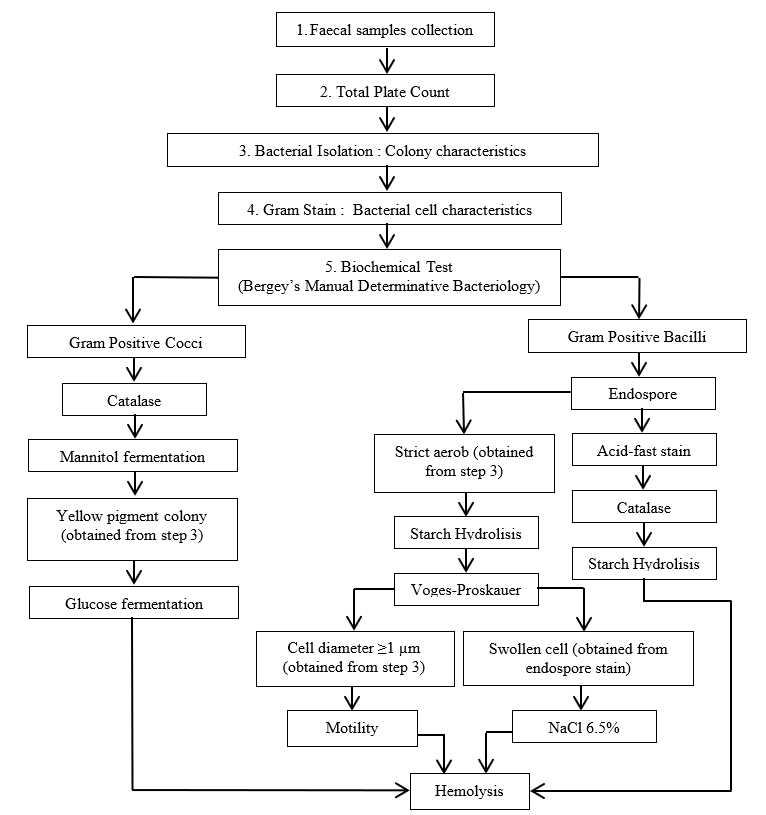 1. Faecal samples collection
2. Total Plate Count
3. Bacterial Isolation : Colony characteristics
4. Gram Stain :  Bacterial cell characteristics
5. Biochemical Test
(Bergey’s Manual Determinative Bacteriology)
Gram Positive Cocci
Catalase
Mannitol fermentation
Yellow pigment colony
(obtained from step 3)
Glucose fermentation
Gram Positive Bacilli
Endospore
Strict aerob (obtained
from step 3)
Starch Hydrolisis
Voges-Proskauer
Cell diameter ≥1 µm
(obtained from step 3)
Motility
Swollen cell (obtained from
endospore stain)
NaCl 6.5%
Acid-fast stain
Catalase
Starch Hydrolisis
Hemolysis